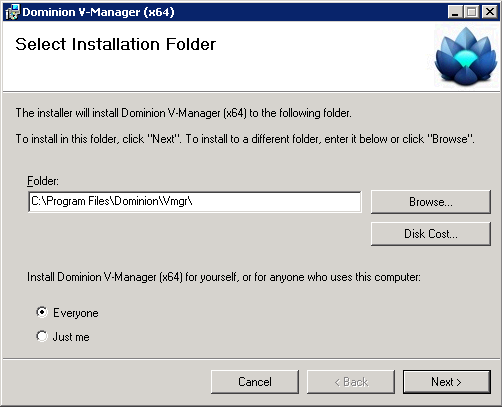 Dominion V-Manager (x64)
Select Installation Folder
The installer will install Dominion V-Manager (x64) to the following folder.
To install in this folder, click "Next". To install to a different folder, enter it below or click "Browse".
Folder:
C:\Program Files\Dominion\Vmgr\
Browse...
Disk Cost...
Install Dominion V-Manager (x64) for yourself, or for anyone who uses this computer:
Everyone
Just me
Cancel
< Back
Next >